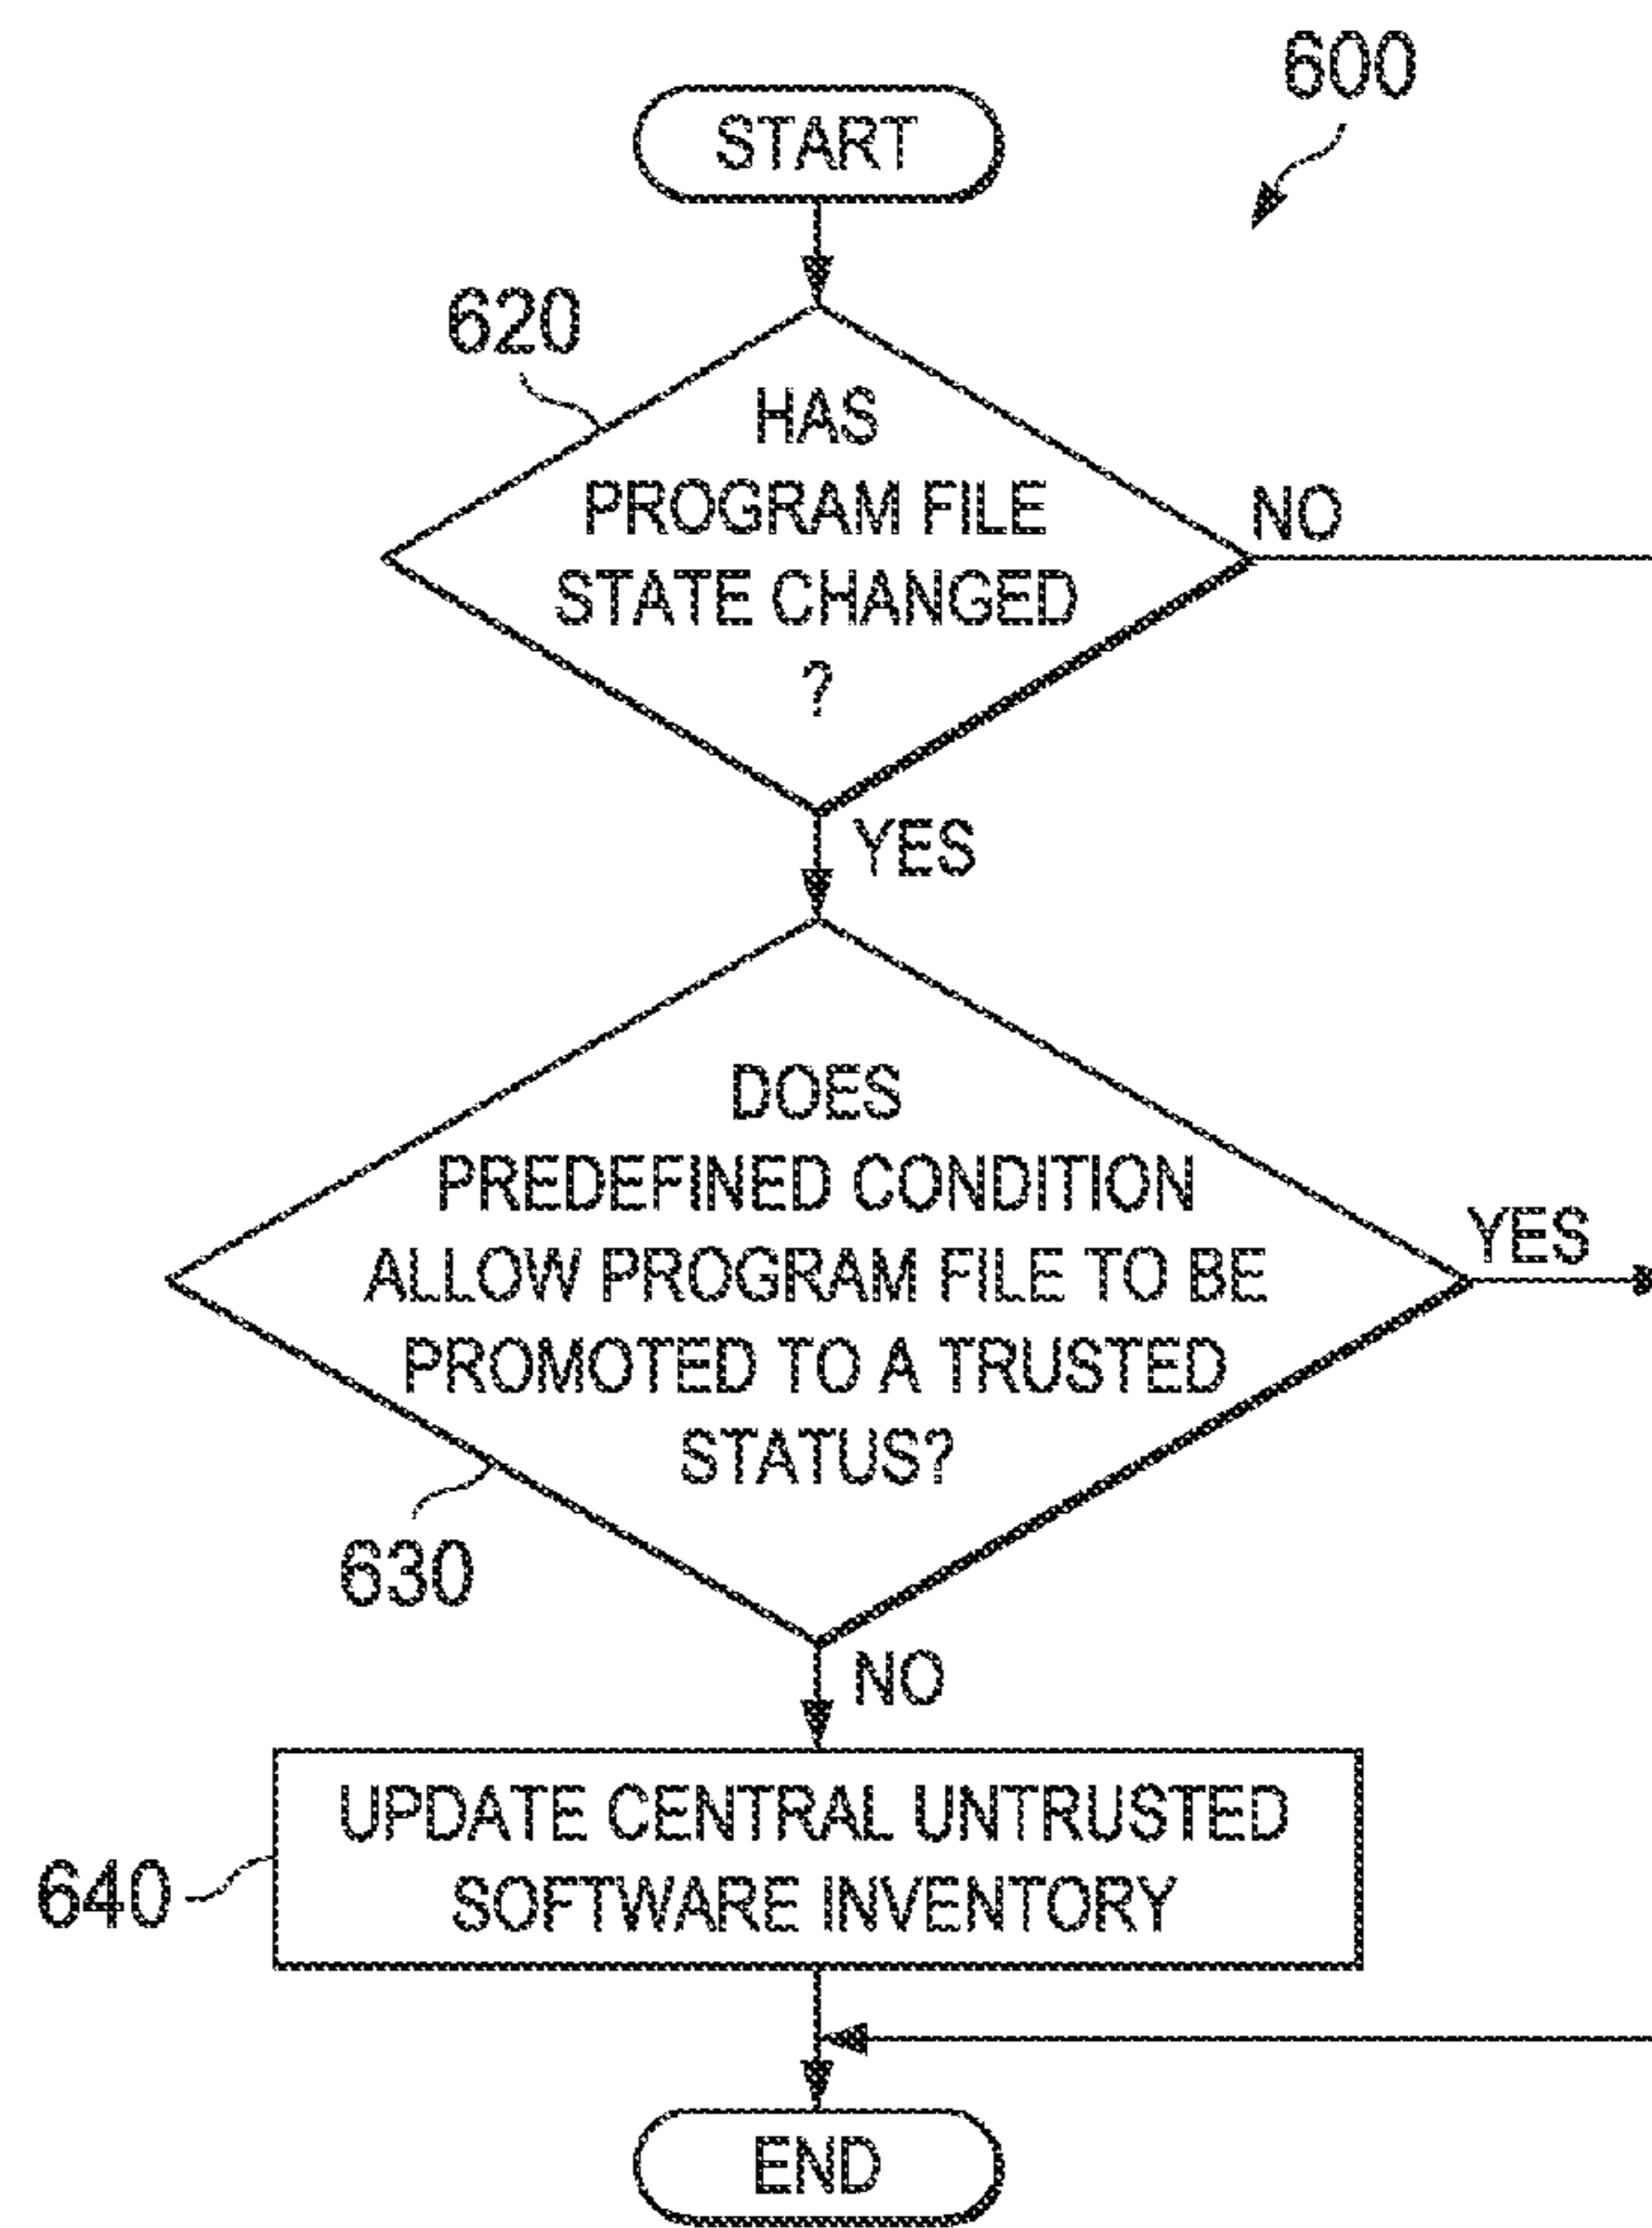 600
START
620
HAS
PROGRAM FILE
STATE CHANGED
?
NO
YES
DOES
PREDEFINED CONDITION
ALLOW PROGRAM FILE TO BE
PROMOTED TO A TRUSTED
STATUS?
YES
630
NO
UPDATE CENTRAL UNTRUSTED
SOFTWARE INVENTORY
640
END